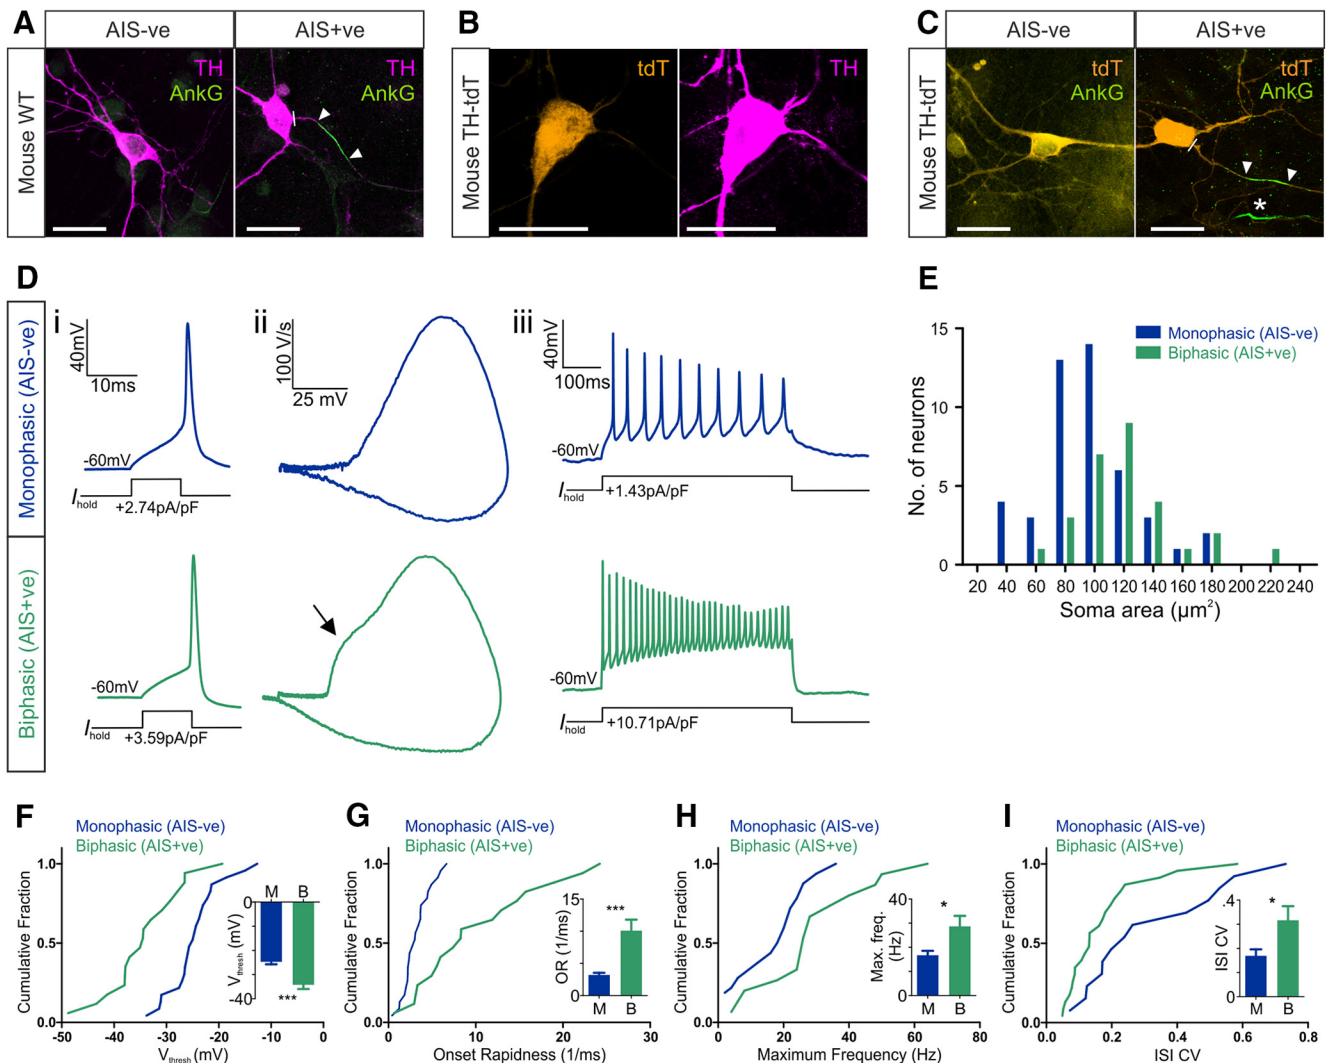 A
AIS-ve
AIS+ve
Mouse WT
TH
AnkG
TH
AnkG
B
Mouse TH-tdT
tdT
TH
C
AIS-ve
AIS+ve
Mouse TH-tdT
tdT
AnkG
tdT
AnkG
*
D
Monophasic (AIS-ve)
i
40mV
10ms
-60mV
Ihold
+2.74pA/pF
ii
100 V/s
25 mV
iii
40mV
100ms
-60mV
Ihold
+1.43pA/pF
Biphasic (AIS+ve)
-60mV
Ihold
+3.59pA/pF
-60mV
Ihold
+10.71pA/pF
E
Monophasic (AIS-ve)
Biphasic (AIS+ve)
No. of neurons
15
10
5
0
20 40 60 80 100 120 140 160 180 200 220 240
Soma area (µm²)
F
Monophasic (AIS-ve)
Biphasic (AIS+ve)
Cumulative Fraction
1.0
0.5
0.0
-50 -40 -30 -20 -10 0
Vthresh (mV)
M B
0
-40
Vthresh (mV)
***
G
Monophasic (AIS-ve)
Biphasic (AIS+ve)
Cumulative Fraction
1.0
0.5
0.0
0 10 20 30
Onset Rapidness (1/ms)
15
0
OR (1/ms)
***
M B
H
Monophasic (AIS-ve)
Biphasic (AIS+ve)
Cumulative Fraction
1.0
0.5
0.0
0 20 40 60 80
Maximum Frequency (Hz)
40
0
Max. freq.
(Hz)
*
M B
I
Monophasic (AIS-ve)
Biphasic (AIS+ve)
Cumulative Fraction
1.0
0.5
0.0
0.0 0.2 0.4 0.6 0.8
ISI CV
.4
0
ISI CV
*
M B